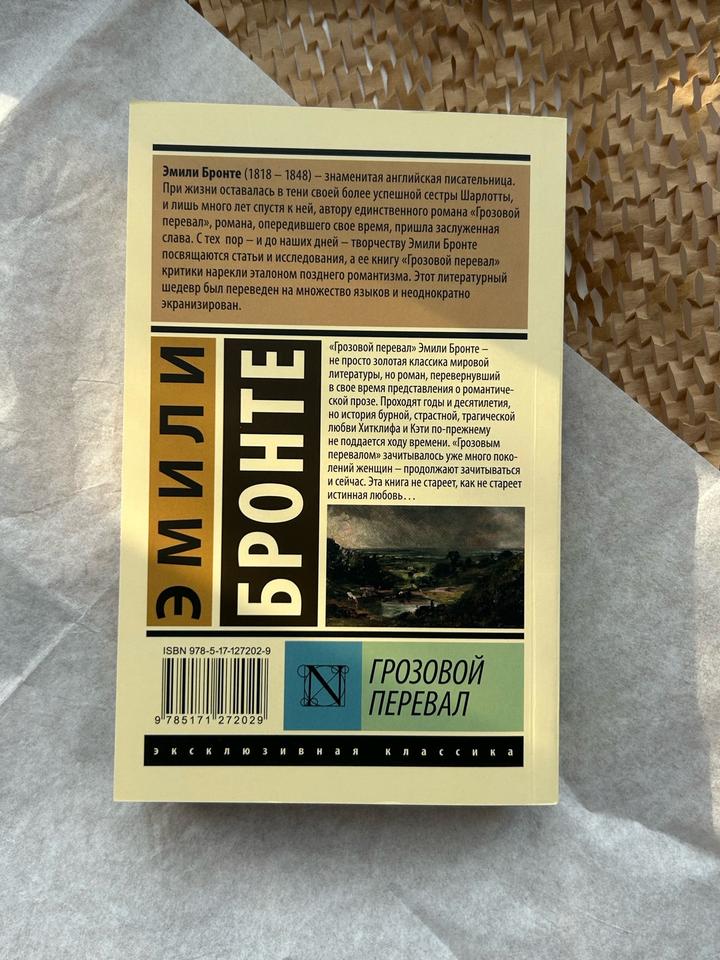 Эмили Бронте (1818 – 1848) – знаменитая английская писательница.
При жизни оставалась в тени своей более успешной сестры Шарлотты,
и лишь много лет спустя к ней, автору единственного романа «Грозовой
перевал», романа, опередившего свое время, пришла заслуженная
слава. С тех пор – и до наших дней – творчеству Эмили Бронте
посвящаются статьи и исследования, а ее книгу «Грозовой перевал»
критики нарекли эталоном позднего романтизма. Этот литературный
шедевр был переведен на множество языков и неоднократно
экранизирован.
ЭМИЛИ
БРОНТЕ
«Грозовой перевал» Эмили Бронте –
не просто золотая классика мировой
литературы, но роман, перевернувший
в свое время представления о романтиче-
ской прозе. Проходят годы и десятилетия,
но история бурной, страстной, трагической
любви Хитклифа и Кэти по-прежнему
не поддается ходу времени. «Грозовым
перевалом» зачитывалось уже много поко-
лений женщин – продолжают зачитываться
и сейчас. Эта книга не стареет, как не стареет
истинная любовь…
ISBN 978-5-17-127202-9
9 785171 272029
N
ГРОЗОВОЙ
ПЕРЕВАЛ
эксклюзивная классика